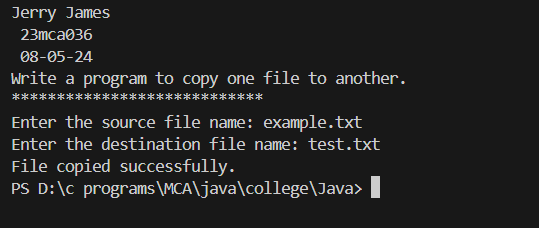 Jerry James
23mca036
08-05-24
Write a program to copy one file to another.
****************************
Enter the source file name: example.txt
Enter the destination file name: test.txt
File copied successfully.
PS D:\c programs\MCA\java\college\Java>